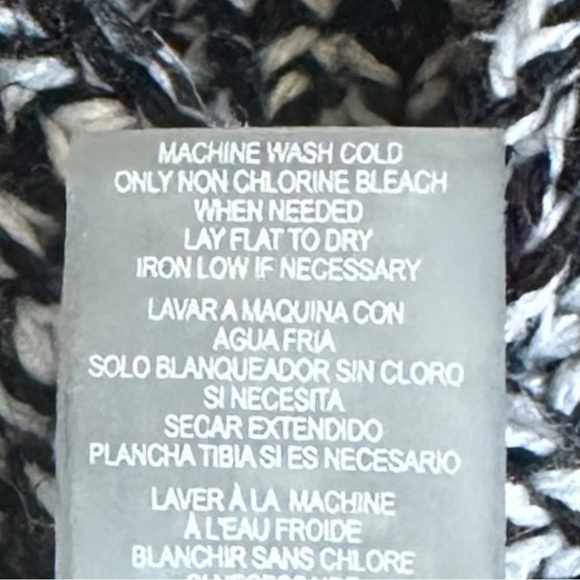 MACHINE WASH COLD
ONLY NON CHLORINE BLEACH
WHEN NEEDED
LAY FLAT TO DRY
IRON LOW IF NECESSARY
LAVAR A MAQUINA CON
AGUA FRIA
SOLO BLANQUEADOR SIN CLORO
SI NECESITA
SECAR EXTENDIDO
PLANCHA TIBIA SI ES NECESARIO
LAVER À LA MACHINE
À L'EAU FROIDE
BLANCHIR SANS CHLORE